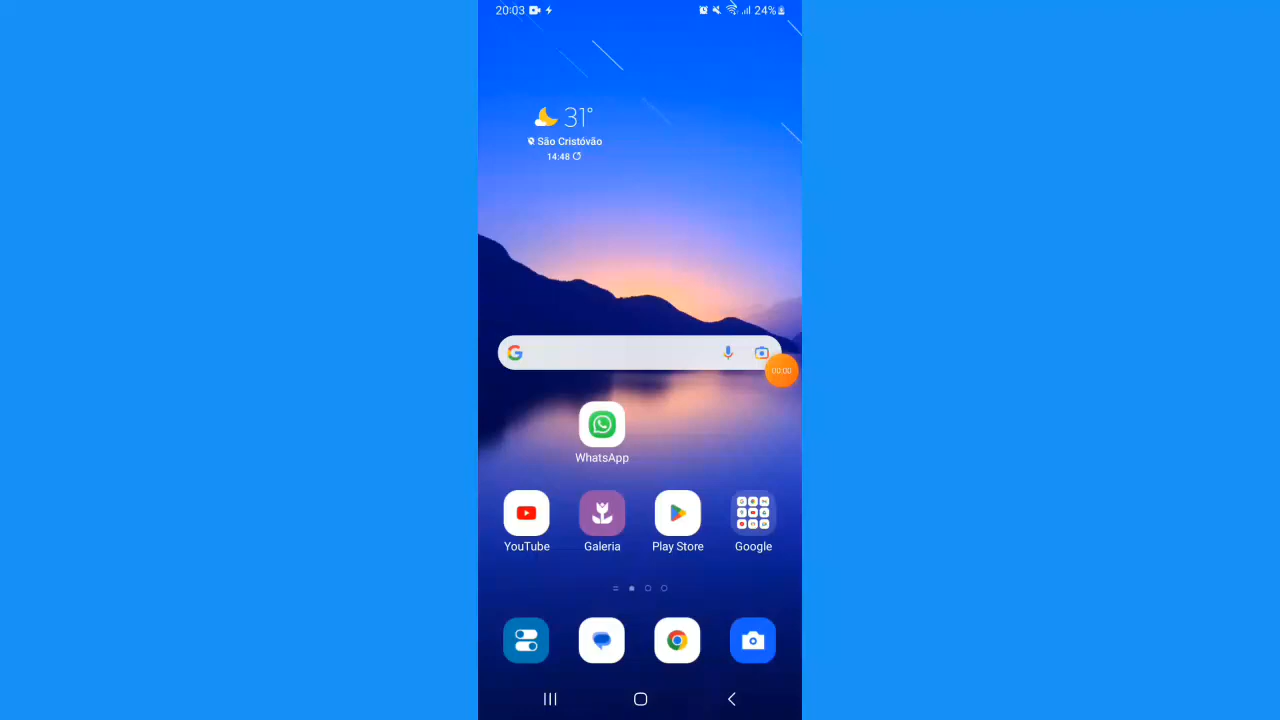 20:03
24%
31°
São Cristóvão
14:48
00:00
WhatsApp
YouTube
Galeria
Play Store
Google